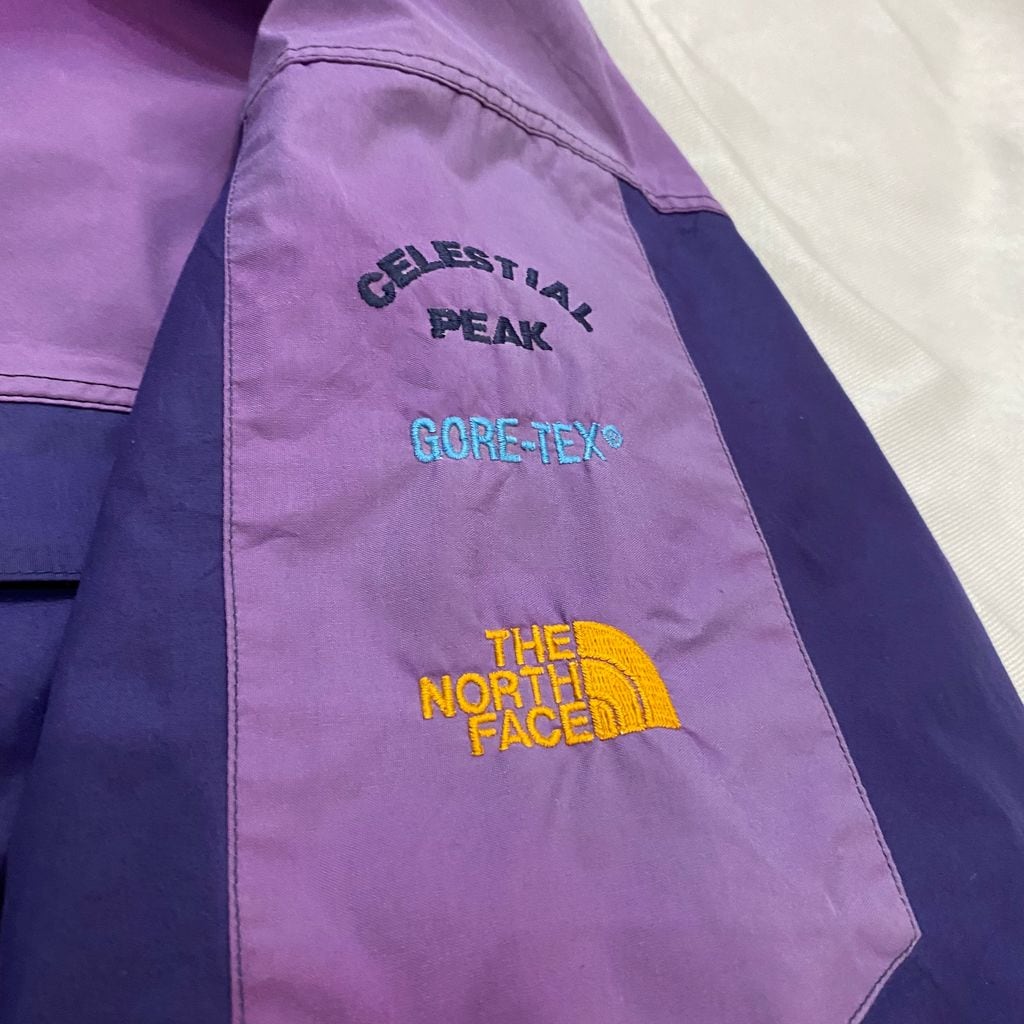 CELESTIAL
PEAK
GORE-TEX®
THE
NORTH
FACE